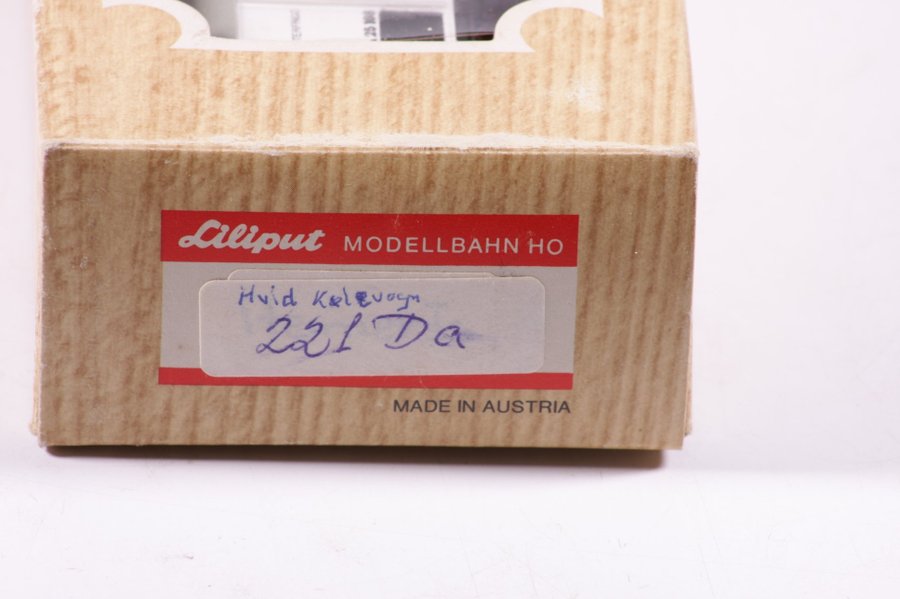 Liliput MODELLBAHN HO
Hvid Kølevogn
221 Da
MADE IN AUSTRIA